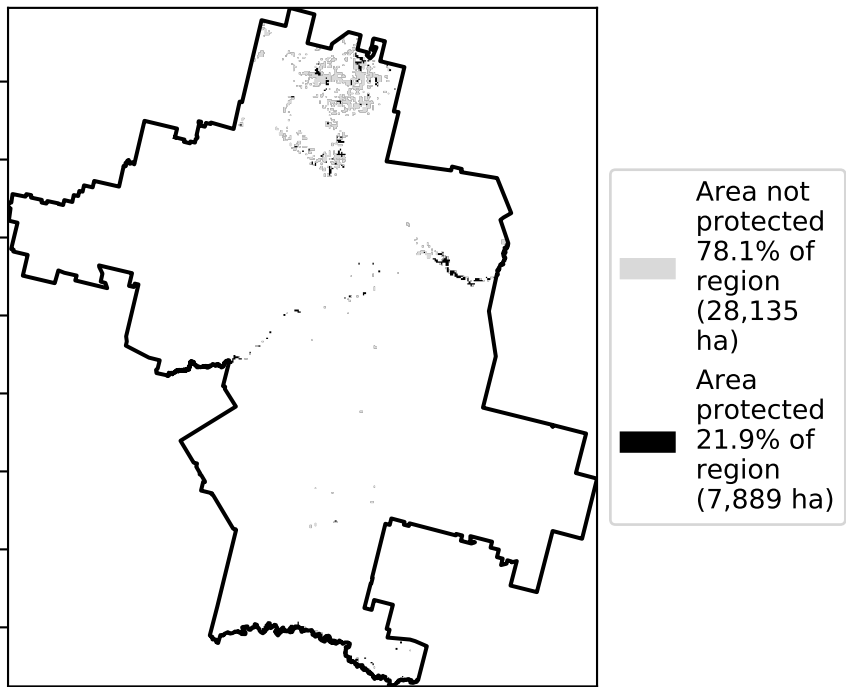 Area not
protected
78.1% of
region
(28,135
ha)
Area
protected
21.9% of
region
(7,889 ha)